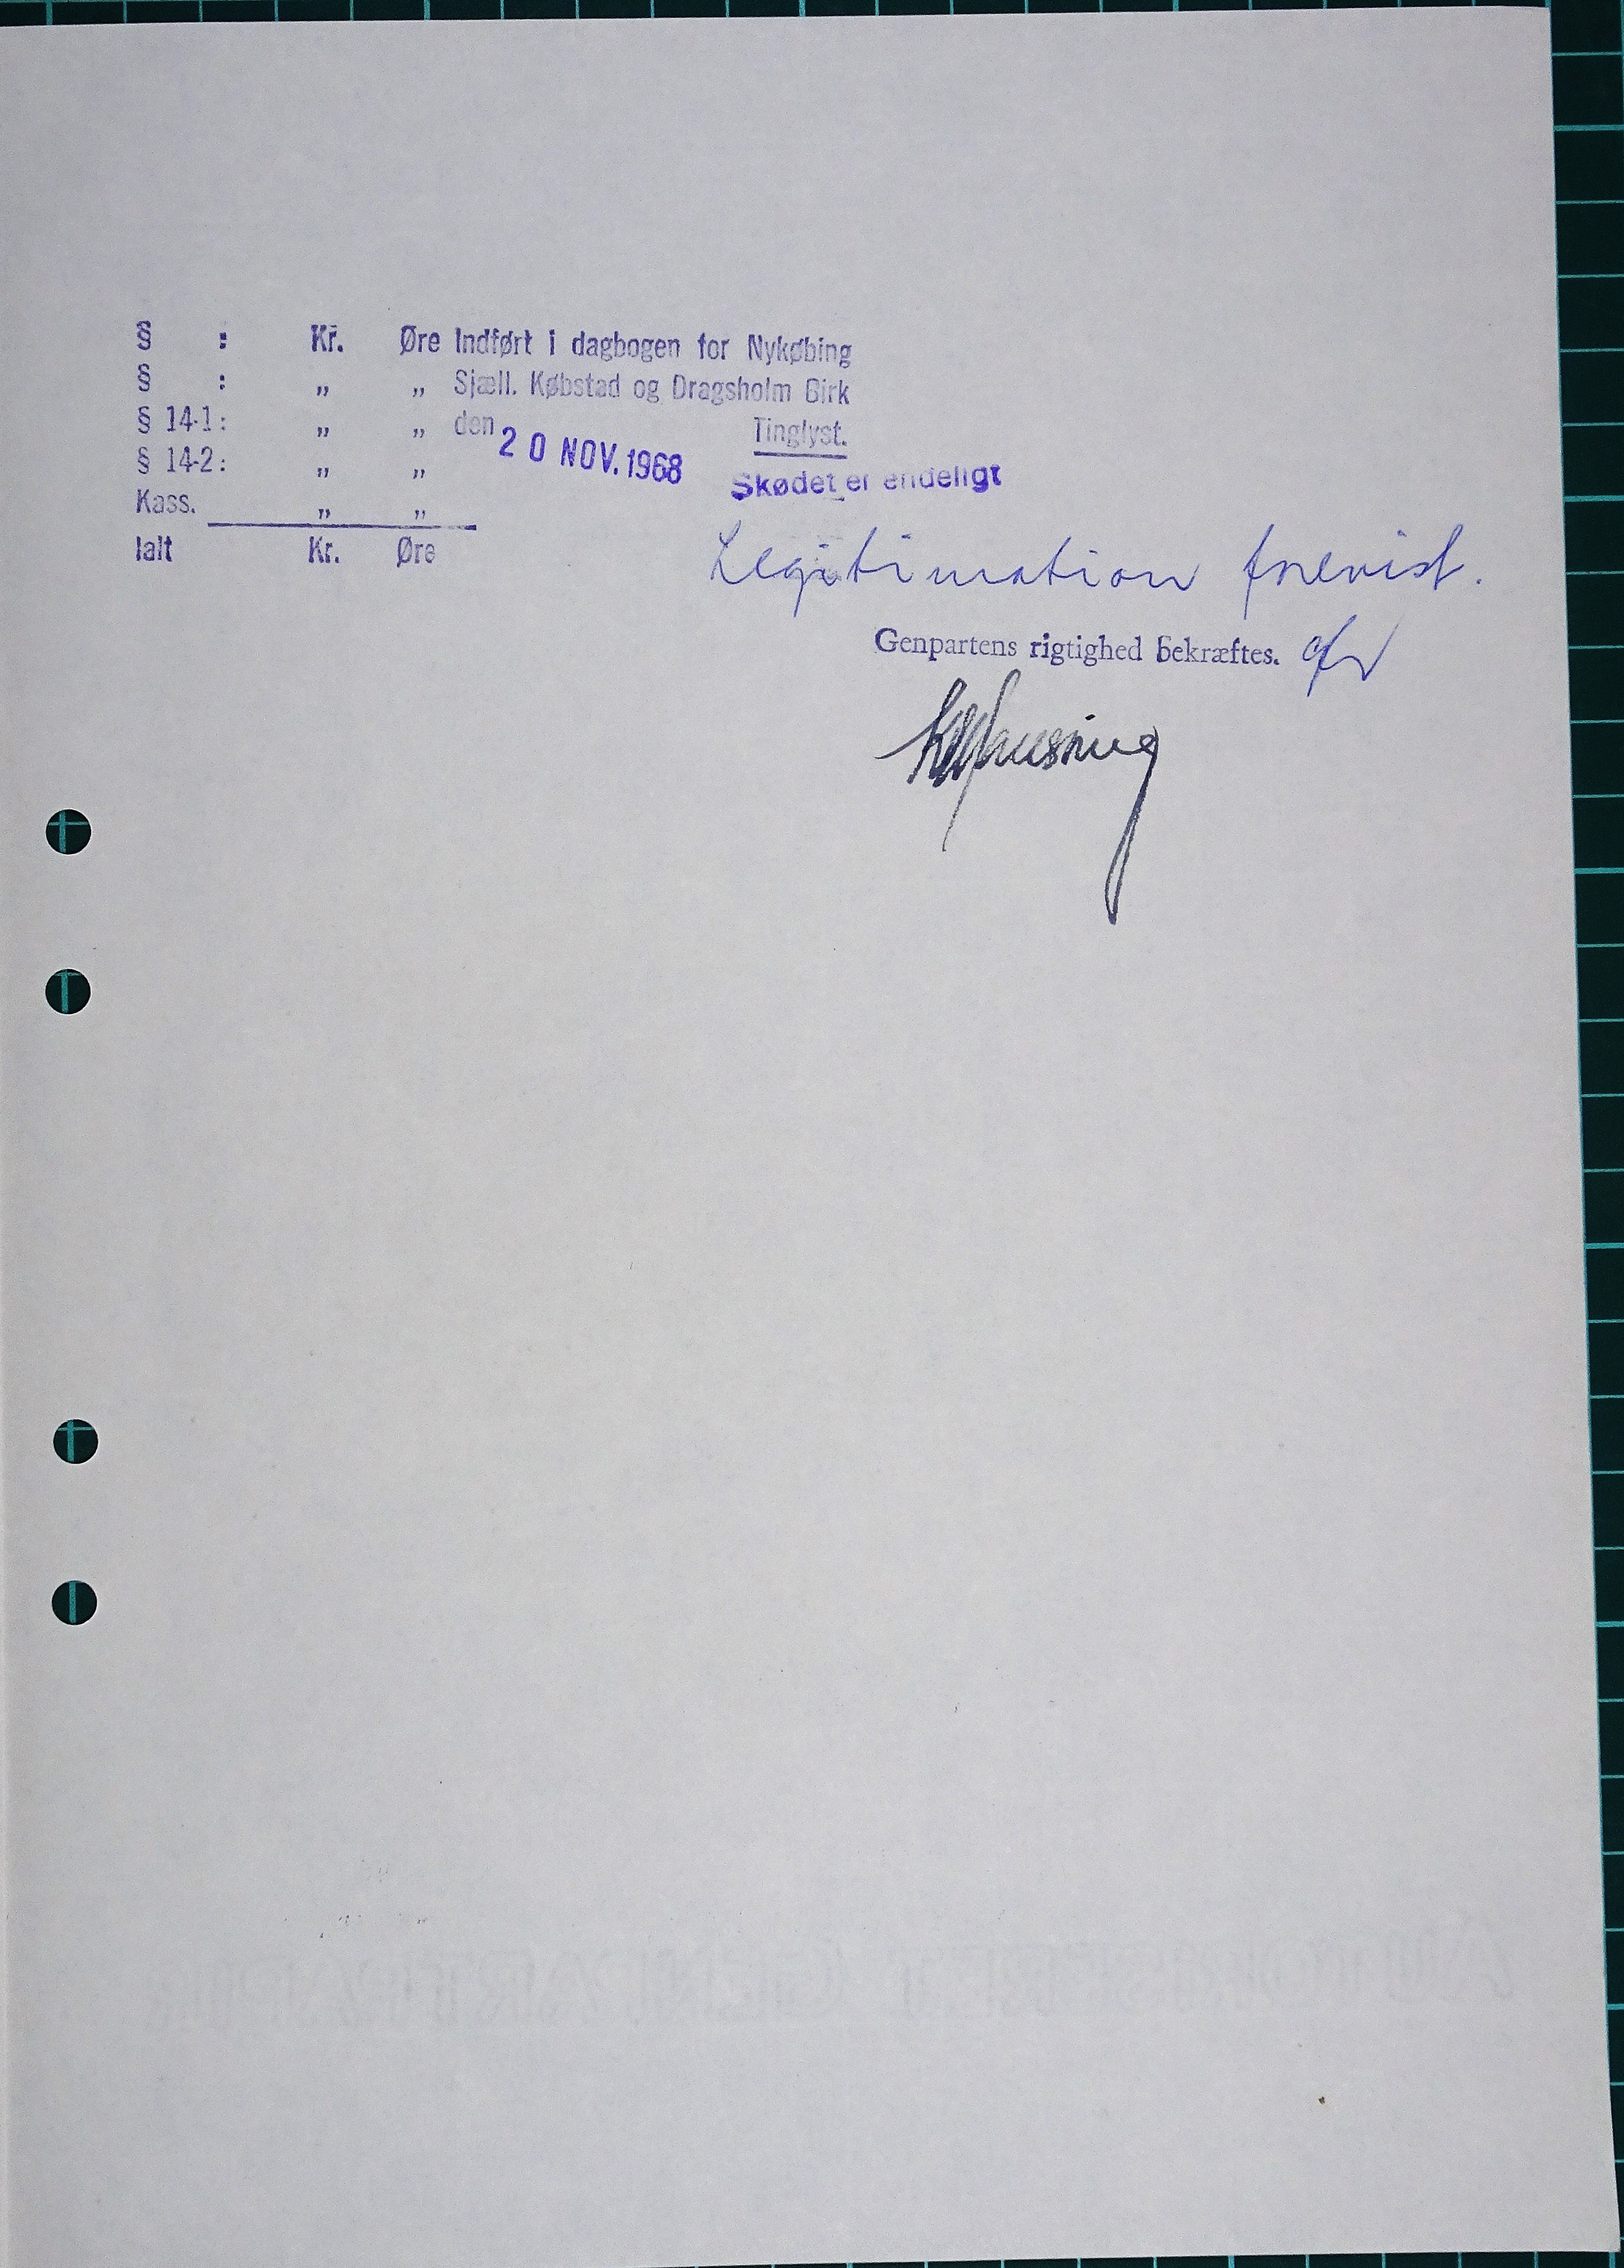 § : Kr. Øre Indført i dagbogen for Nykøbing
§ : „ „ Sjæll. Købstad og Dragsholm Birk
§ 14-1: „ „ den 20 NOV. 1968 Tinglyst.
§ 14-2: „ „ Skødet er endeligt
Kass. „ „
Ialt Kr. Øre
Legitimation forevist.
Genpartens rigtighed bekræftes.